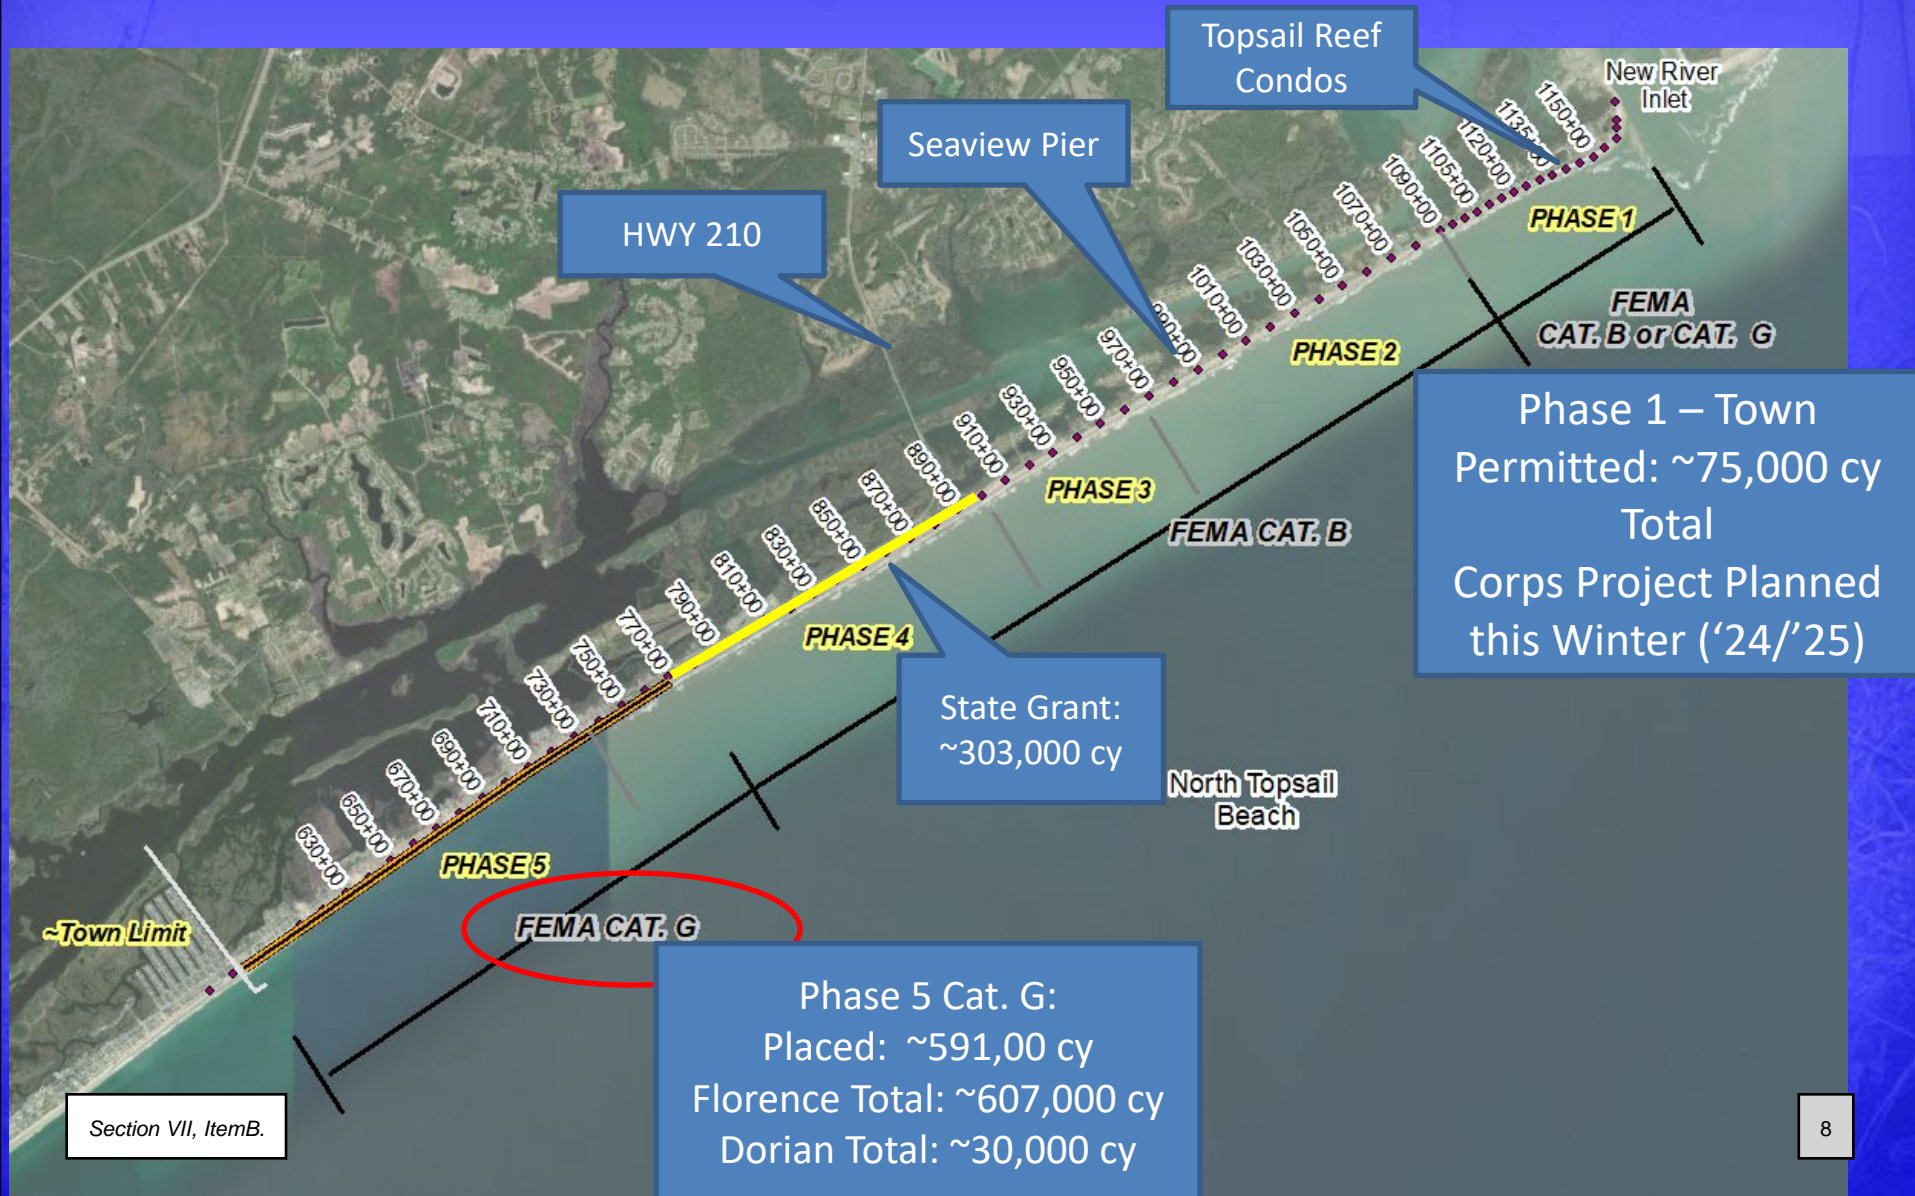 Topsail Reef
Condos
New River
Inlet
Seaview Pier
HWY 210
1150+00
1135+00
1120+00
1105+00
1090+00
1070+00
1050+00
1030+00
1010+00
990+00
970+00
950+00
930+00
910+00
890+00
870+00
850+00
830+00
810+00
790+00
770+00
750+00
730+00
710+00
690+00
670+00
650+00
630+00
PHASE 1
FEMA
CAT. B or CAT. G
PHASE 2
PHASE 3
FEMA CAT. B
PHASE 4
Phase 1 – Town
Permitted: ~75,000 cy
Total
Corps Project Planned
this Winter (‘24/’25)
State Grant:
~303,000 cy
North Topsail
Beach
PHASE 5
~Town Limit
FEMA CAT. G
Phase 5 Cat. G:
Placed: ~591,00 cy
Florence Total: ~607,000 cy
Dorian Total: ~30,000 cy
Section VII, ItemB.
8